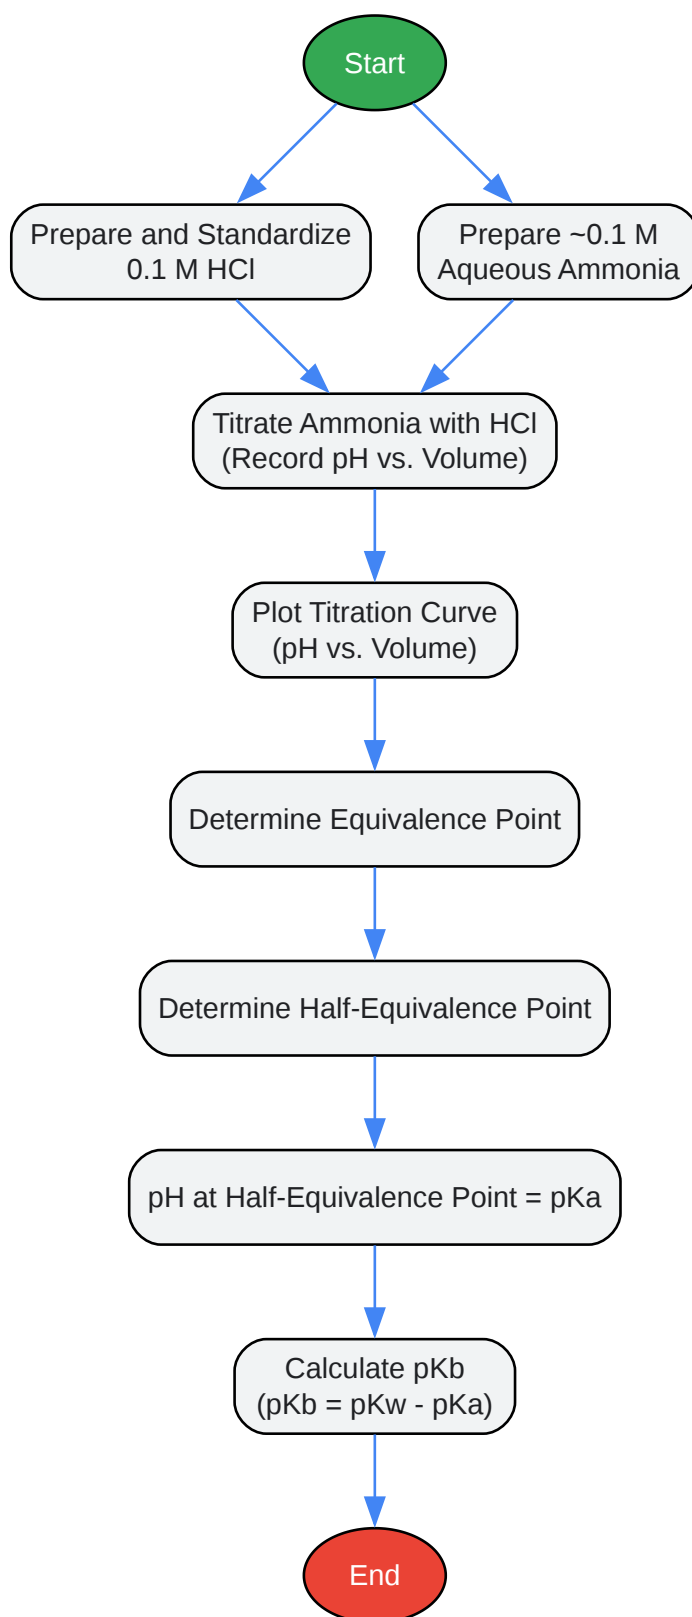 Start
Prepare and Standardize
0.1 M HCl
Prepare ~0.1 M
Aqueous Ammonia
Titrate Ammonia with HCl
(Record pH vs. Volume)
Plot Titration Curve
(pH vs. Volume)
Determine Equivalence Point
Determine Half-Equivalence Point
pH at Half-Equivalence Point = pKa
Calculate pKb
(pKb = pKw - pKa)
End